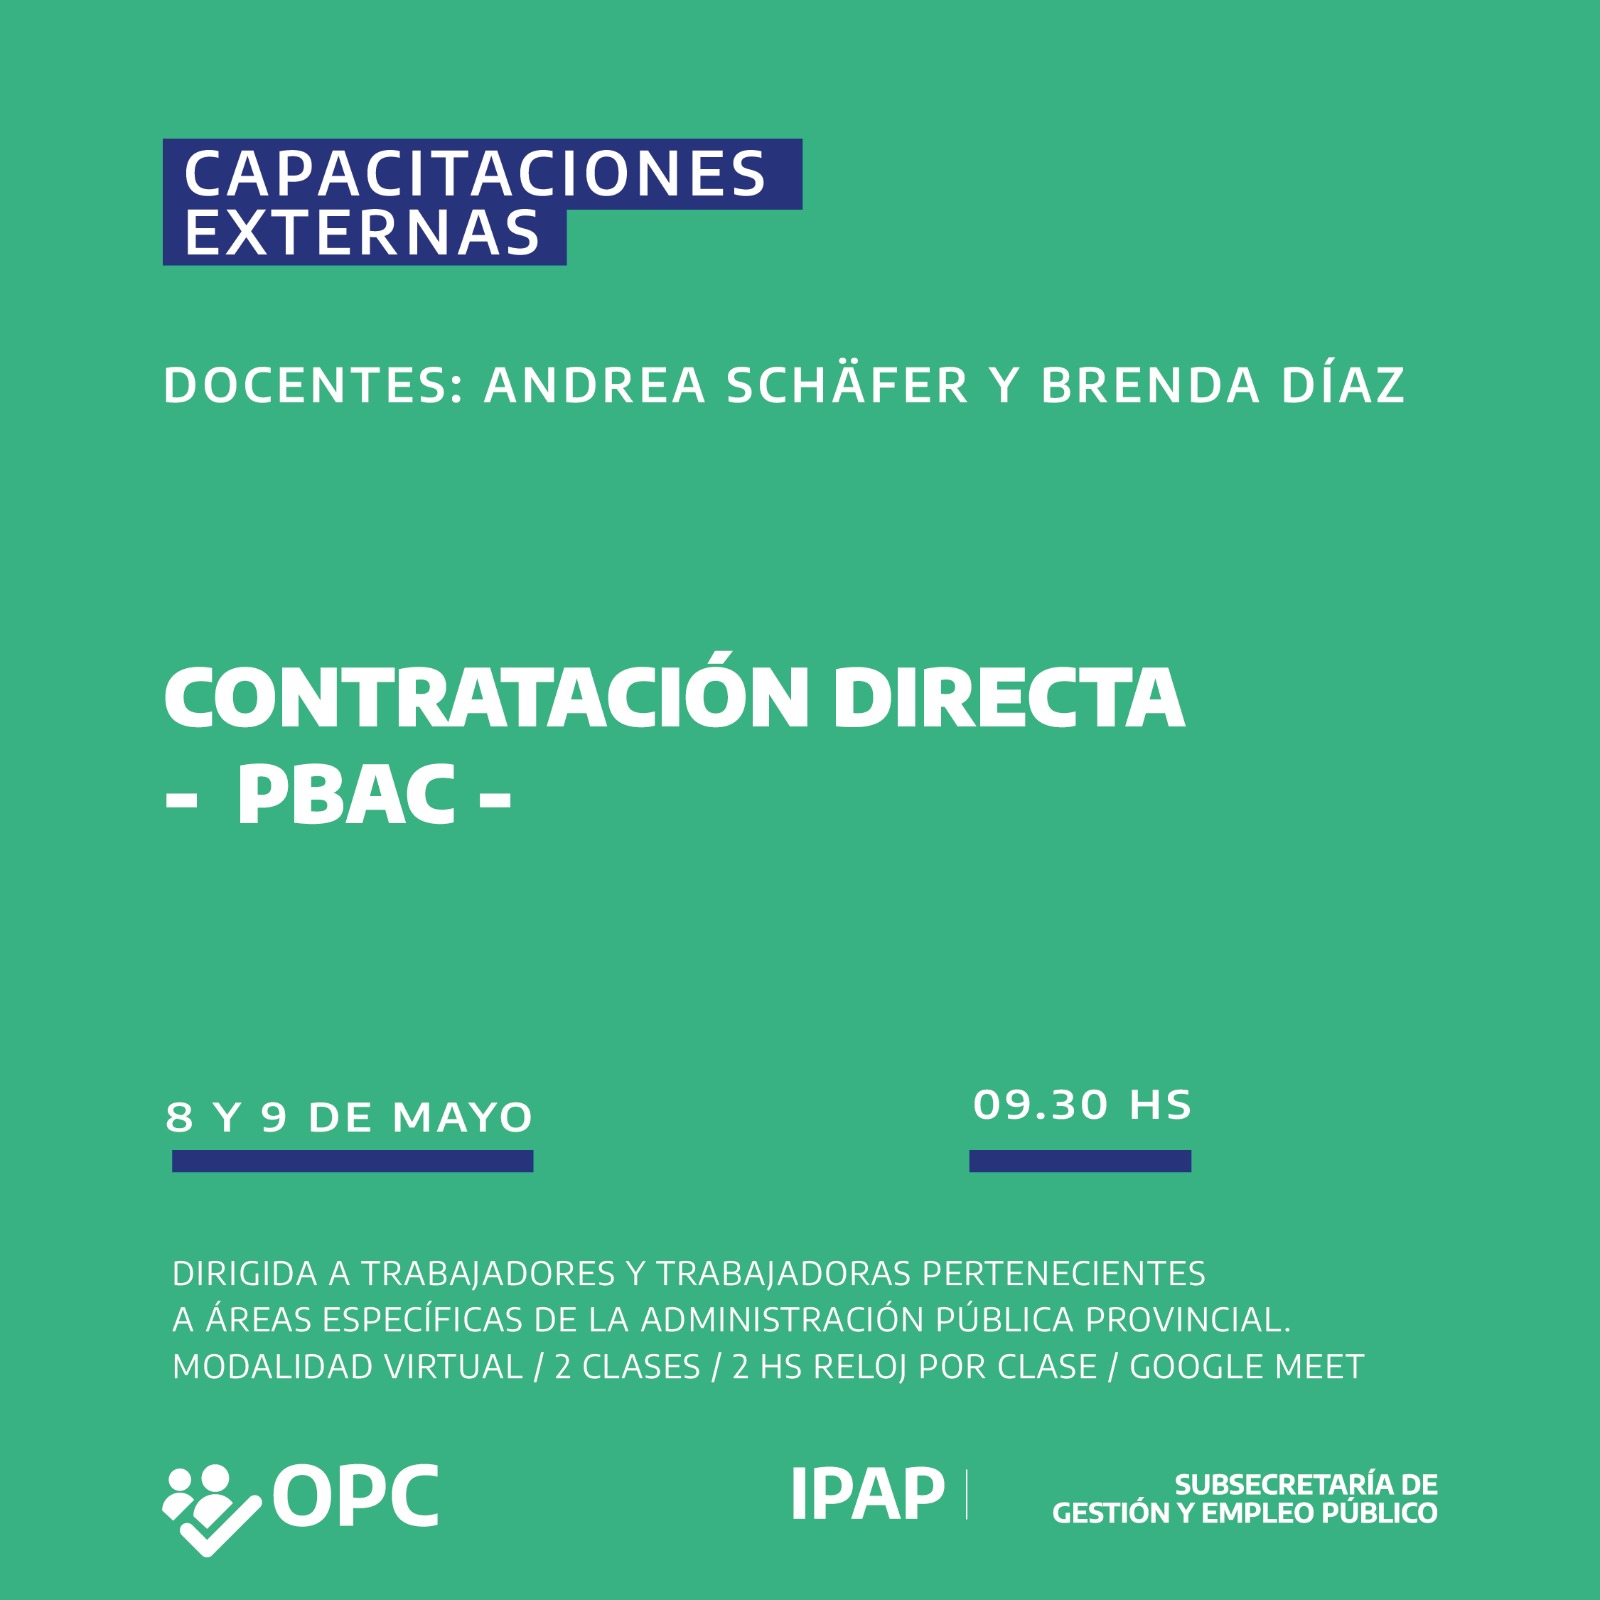 CAPACITACIONES
EXTERNAS
DOCENTES: ANDREA SCHÄFER Y BRENDA DÍAZ
CONTRATACIÓN DIRECTA
- PBAC -
8 Y 9 DE MAYO
09.30 HS
DIRIGIDA A TRABAJADORES Y TRABAJADORAS PERTENECIENTES
A ÁREAS ESPECÍFICAS DE LA ADMINISTRACIÓN PÚBLICA PROVINCIAL.
MODALIDAD VIRTUAL / 2 CLASES / 2 HS RELOJ POR CLASE / GOOGLE MEET
OPC
IPAP
SUBSECRETARÍA DE
GESTIÓN Y EMPLEO PÚBLICO